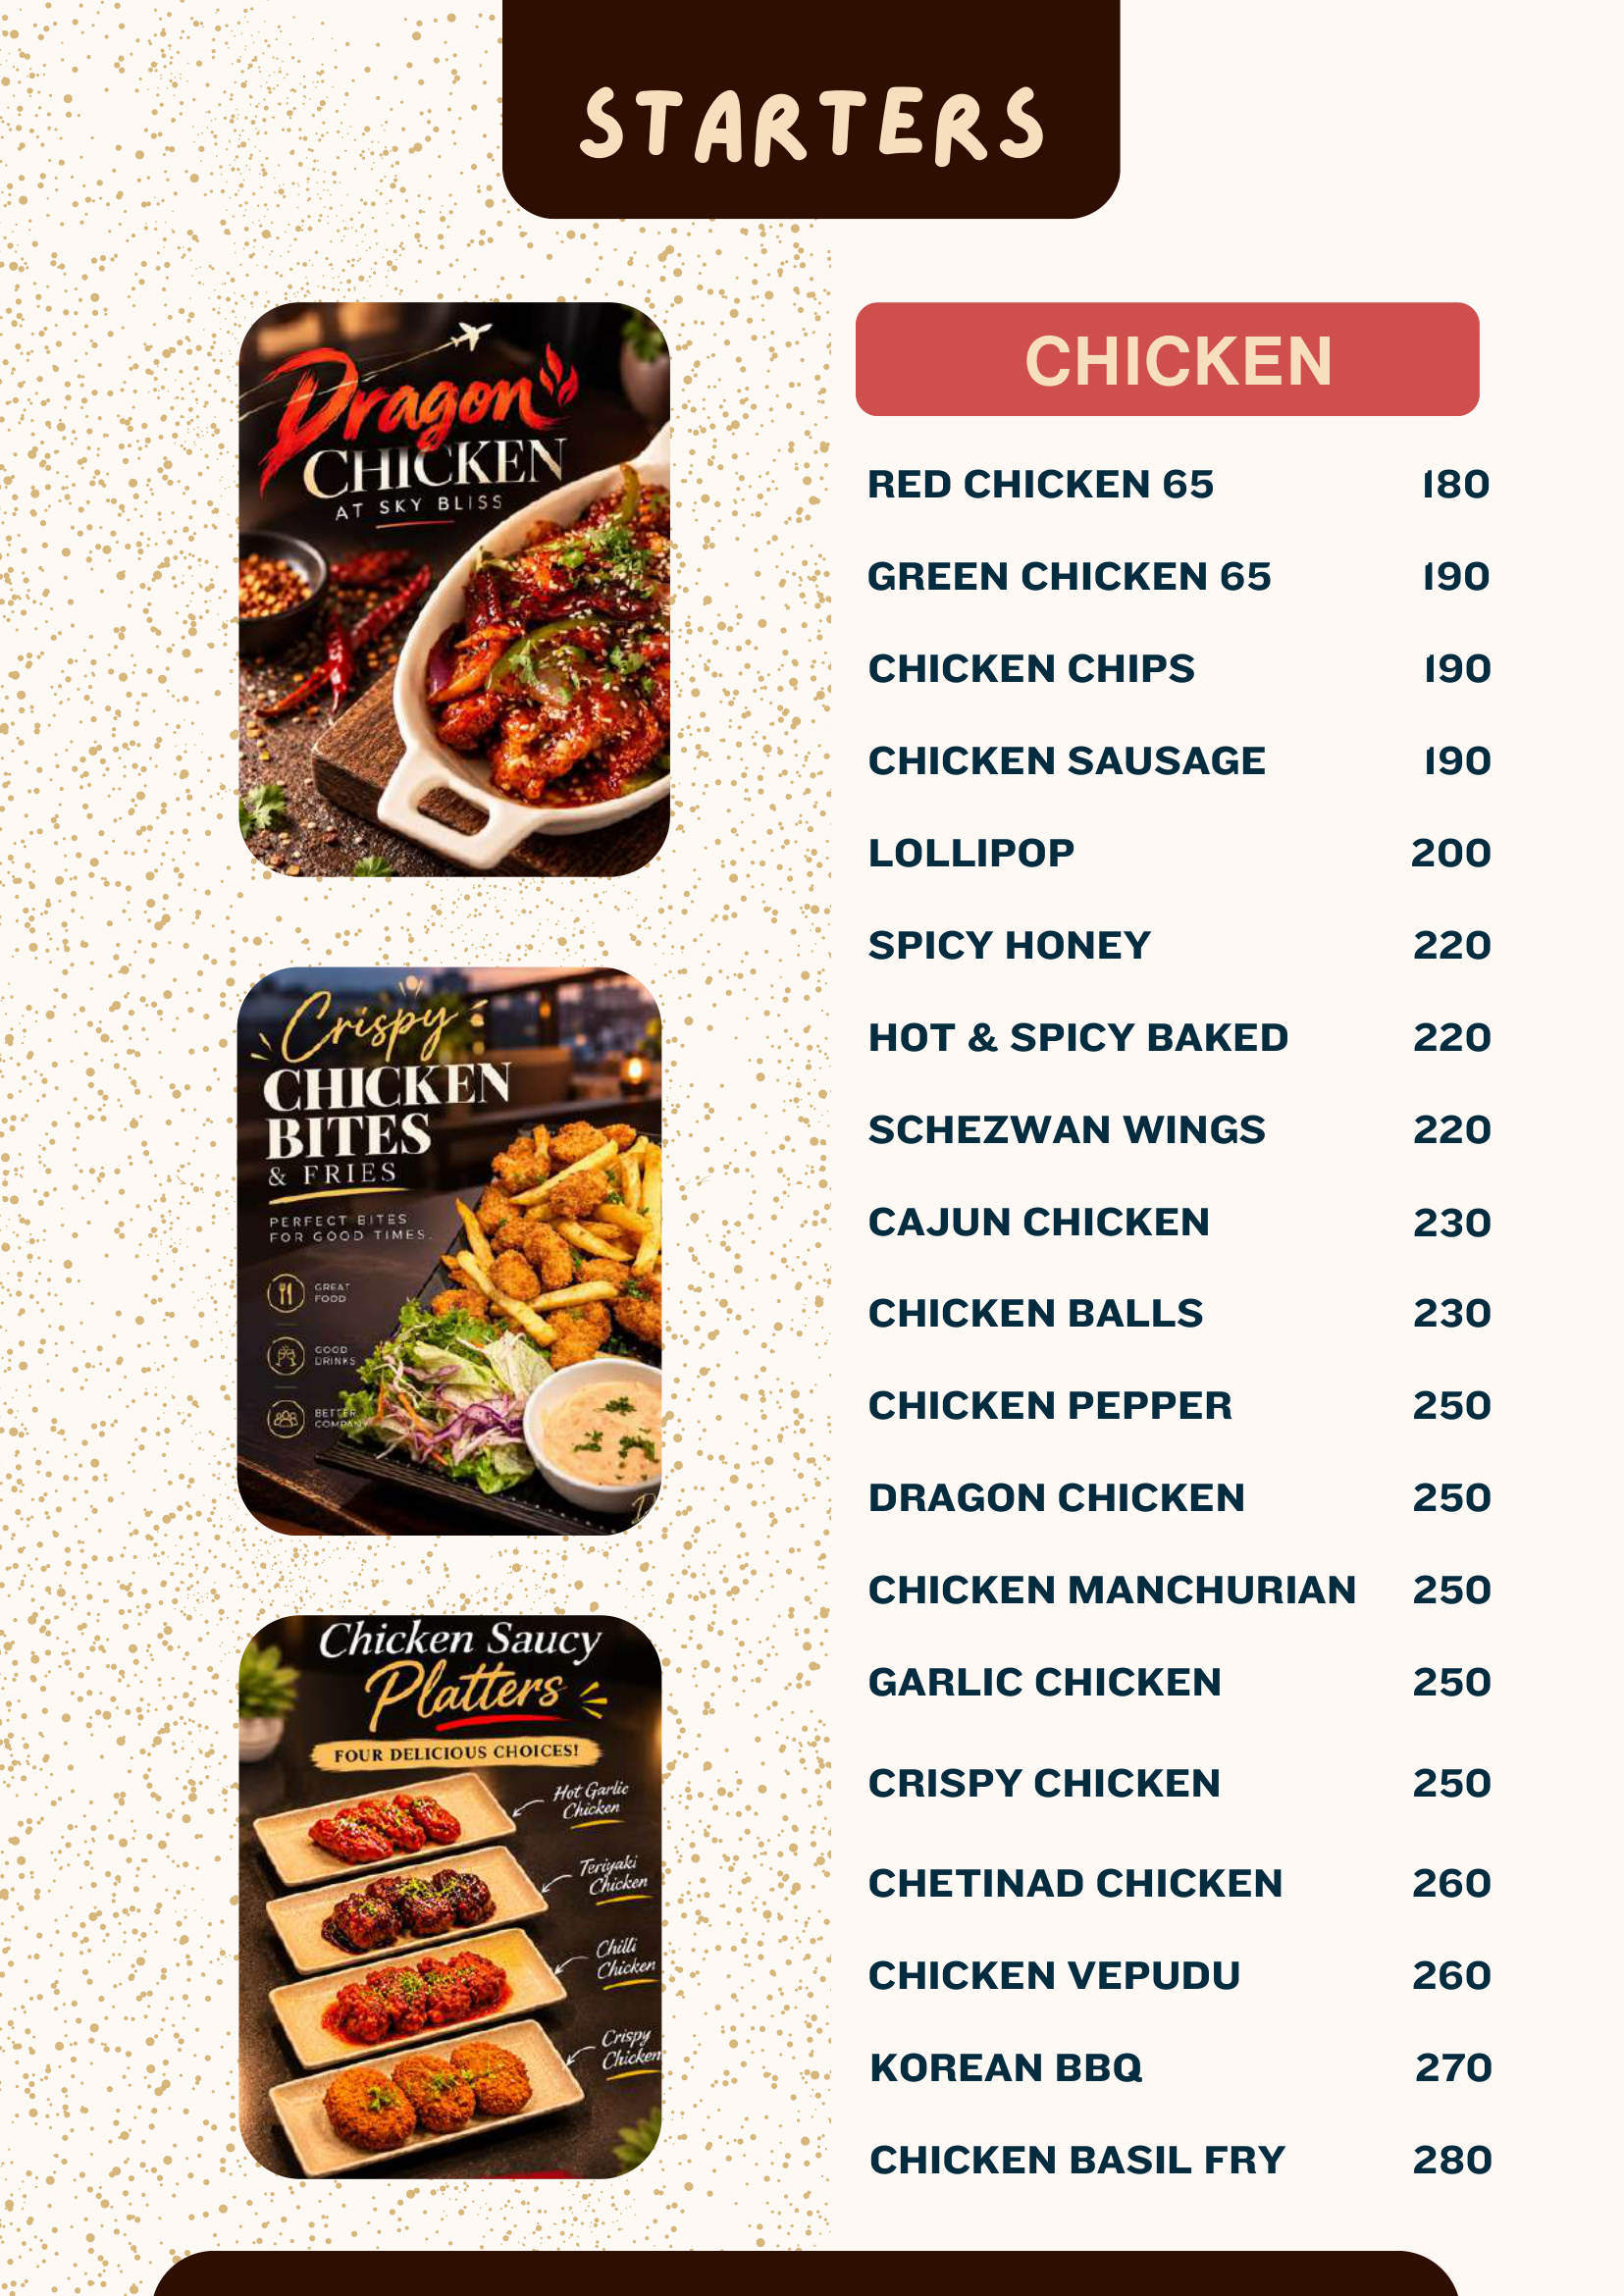 STARTERS
Dragon
CHICKEN
AT SKY BLISS
Crispy
CHICKEN
BITES
& FRIES
PERFECT BITES
FOR GOOD TIMES.
GREAT
FOOD
GOOD
DRINKS
BETTER
COMPANY
Chicken Saucy
Platters
FOUR DELICIOUS CHOICES!
Hot Garlic
Chicken
Teriyaki
Chicken
Chilli
Chicken
Crispy
Chicken
CHICKEN
RED CHICKEN 65 180
GREEN CHICKEN 65 190
CHICKEN CHIPS 190
CHICKEN SAUSAGE 190
LOLLIPOP 200
SPICY HONEY 220
HOT & SPICY BAKED 220
SCHEZWAN WINGS 220
CAJUN CHICKEN 230
CHICKEN BALLS 230
CHICKEN PEPPER 250
DRAGON CHICKEN 250
CHICKEN MANCHURIAN 250
GARLIC CHICKEN 250
CRISPY CHICKEN 250
CHETINAD CHICKEN 260
CHICKEN VEPUDU 260
KOREAN BBQ 270
CHICKEN BASIL FRY 280